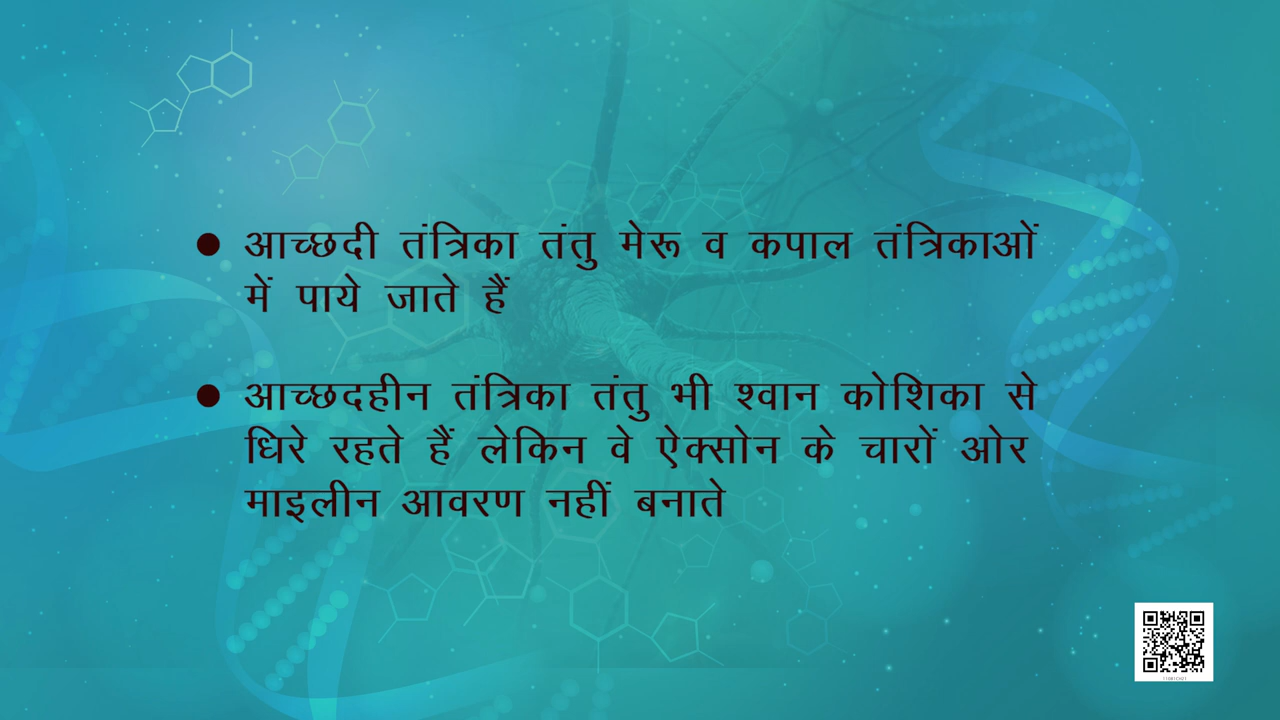 ● आच्छदी तंत्रिका तंतु मेरू व कपाल तंत्रिकाओं
में पाये जाते हैं
● आच्छदहीन तंत्रिका तंतु भी श्वान कोशिका से
धिरे रहते हैं लेकिन वे ऐक्सोन के चारों ओर
माइलीन आवरण नहीं बनाते